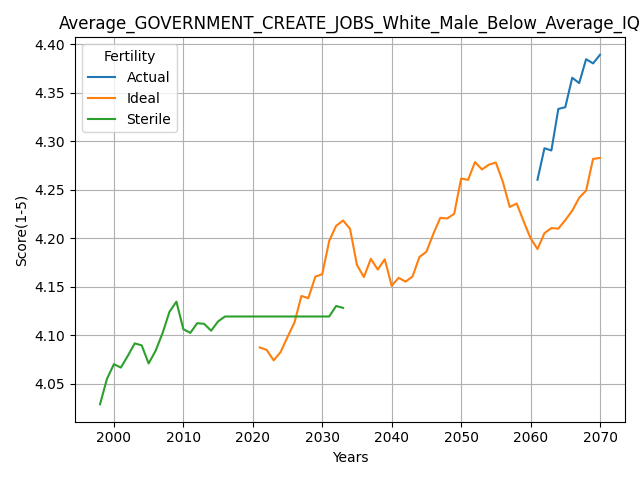 Average_GOVERNMENT_CREATE_JOBS_White_Male_Below_Average_IQ
Fertility
Actual
Ideal
Sterile
Score(1-5)
4.40
4.35
4.30
4.25
4.20
4.15
4.10
4.05
2000 2010 2020 2030 2040 2050 2060 2070
Years